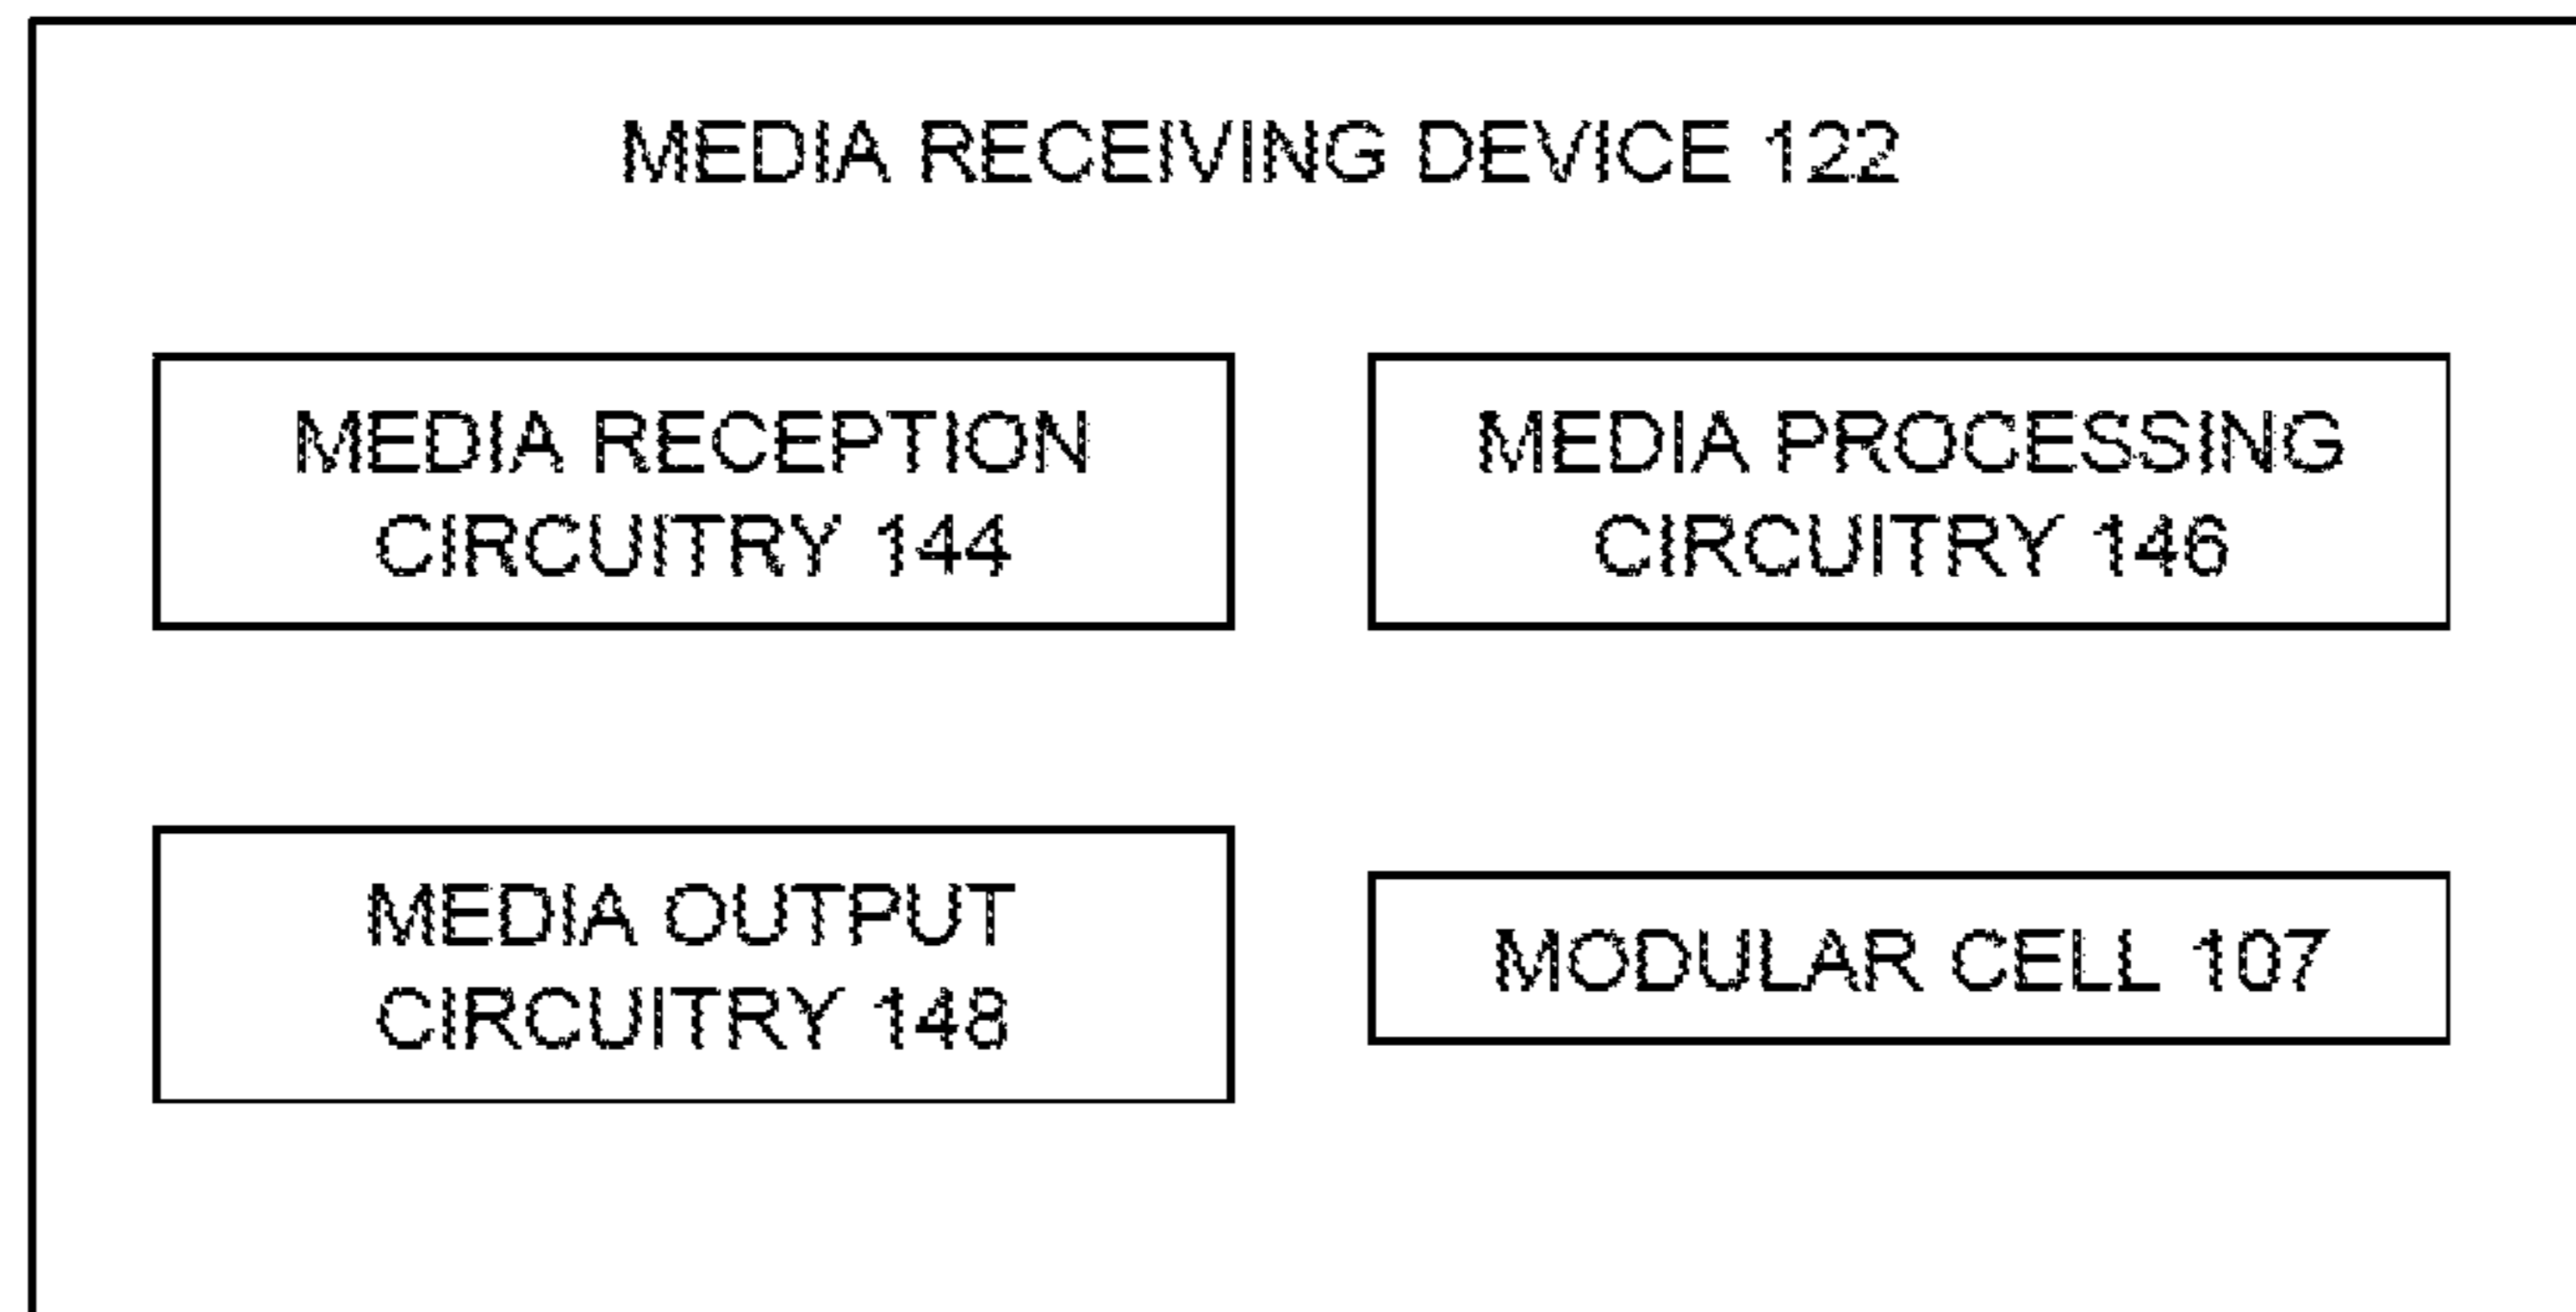 MEDIA RECEIVING DEVICE 122
MEDIA RECEPTION
CIRCUITRY 144
MEDIA PROCESSING
CIRCUITRY 146
MEDIA OUTPUT
CIRCUITRY 148
MODULAR CELL 107